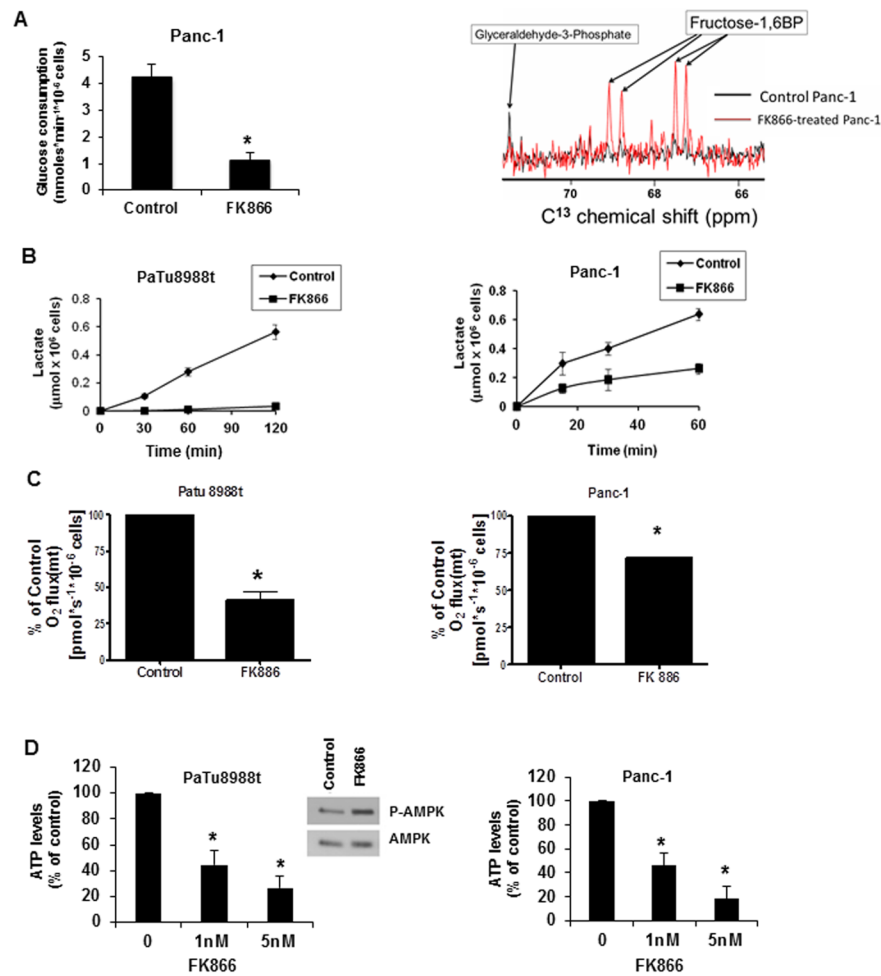 A
Panc-1
Glucose consumption
(nmoles*min⁻¹*10⁻⁶ cells)
5
4
3
2
1
0
*
Control FK866
Glyceraldehyde-3-Phosphate
Fructose-1,6BP
Control Panc-1
FK866-treated Panc-1
70 68 66
C¹³ chemical shift (ppm)
B
PaTu8988t
Control
FK866
Lactate
(µmol x 10⁶ cells)
0.8
0.6
0.4
0.2
0
0 30 60 90 120
Time (min)
Panc-1
Control
FK866
Lactate
(µmol x 10⁶ cells)
0.8
0.6
0.4
0.2
0
0 20 40 60
Time (min)
C
Patu 8988t
% of Control
O₂ flux(mt)
[pmol*s⁻¹*10⁻⁶ cells]
100
75
50
25
0
*
Control FK886
Panc-1
% of Control
O₂ flux(mt)
[pmol*s⁻¹*10⁻⁶ cells]
100
75
50
25
0
*
Control FK 886
D
PaTu8988t
ATP levels
(% of control)
120
100
80
60
40
20
0
*
*
0 1nM 5nM
FK866
Control
FK866
P-AMPK
AMPK
Panc-1
ATP levels
(% of control)
120
100
80
60
40
20
0
*
*
0 1nM 5nM
FK866